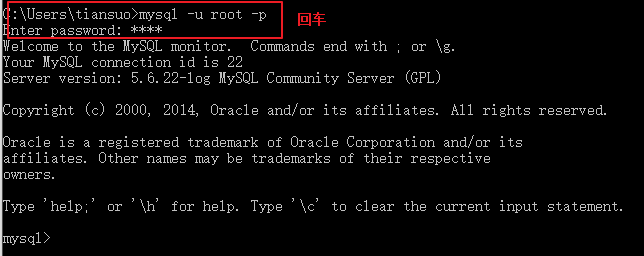 C:\Users\tiansuo>mysql -u root -p
回车
Enter password: ****
Welcome to the MySQL monitor.  Commands end with ; or \g.
Your MySQL connection id is 22
Server version: 5.6.22-log MySQL Community Server (GPL)
Copyright (c) 2000, 2014, Oracle and/or its affiliates. All rights reserved.
Oracle is a registered trademark of Oracle Corporation and/or its
affiliates. Other names may be trademarks of their respective
owners.
Type 'help;' or '\h' for help. Type '\c' to clear the current input statement.
mysql>